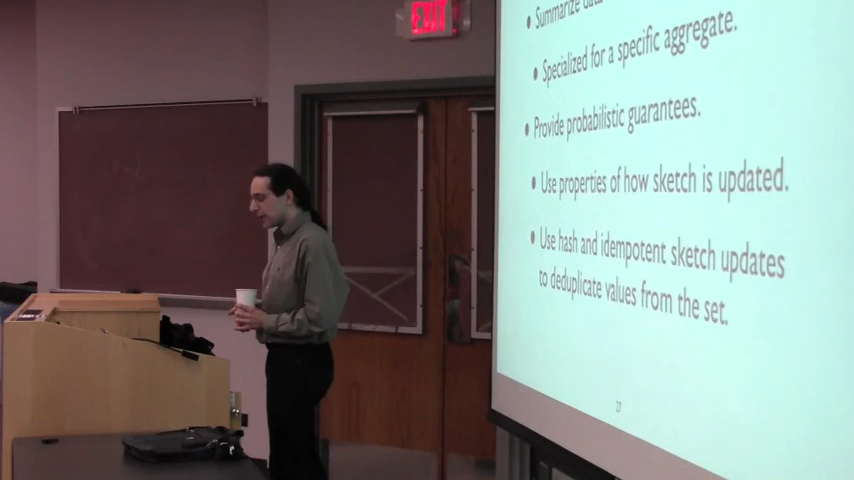 EXIT
• Summarize data
• Specialized for a specific aggregate.
• Provide probabilistic guarantees.
• Use properties of how sketch is updated.
• Use hash and idempotent sketch updates
to deduplicate values from the set.
27